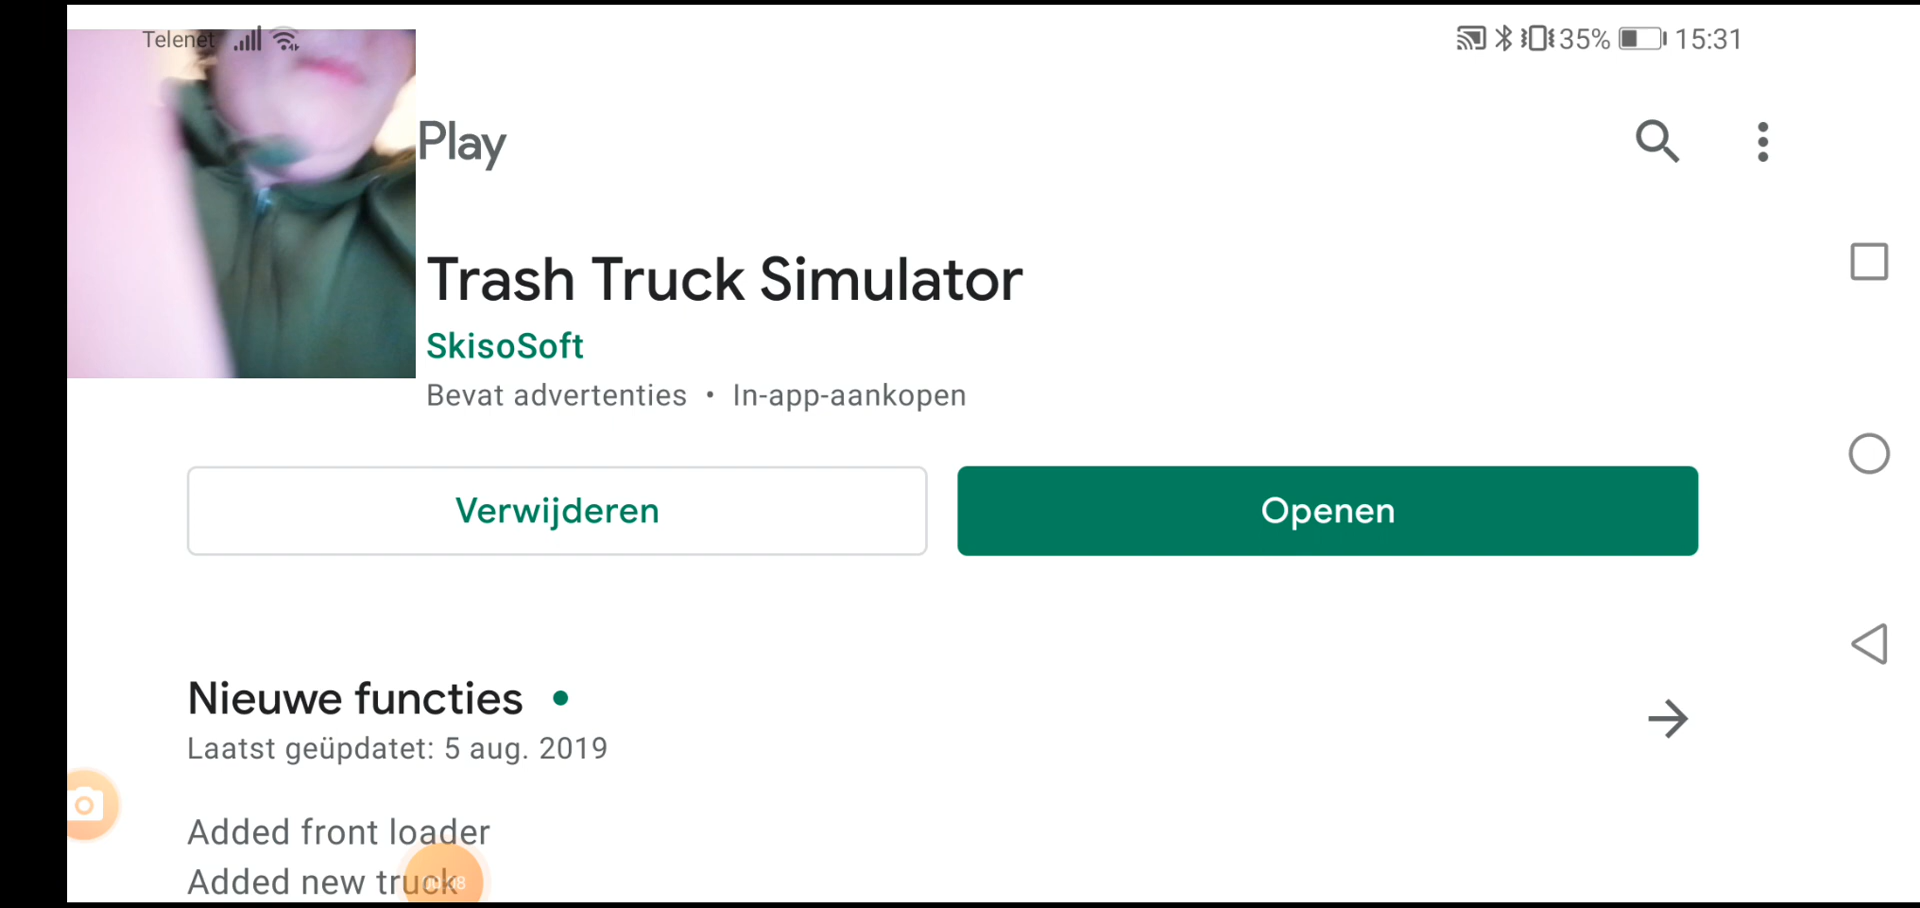 Telenet
35% 15:31
Play
Trash Truck Simulator
SkisoSoft
Bevat advertenties • In-app-aankopen
Verwijderen
Openen
Nieuwe functies •
Laatst geüpdatet: 5 aug. 2019
Added front loader
Added new truck